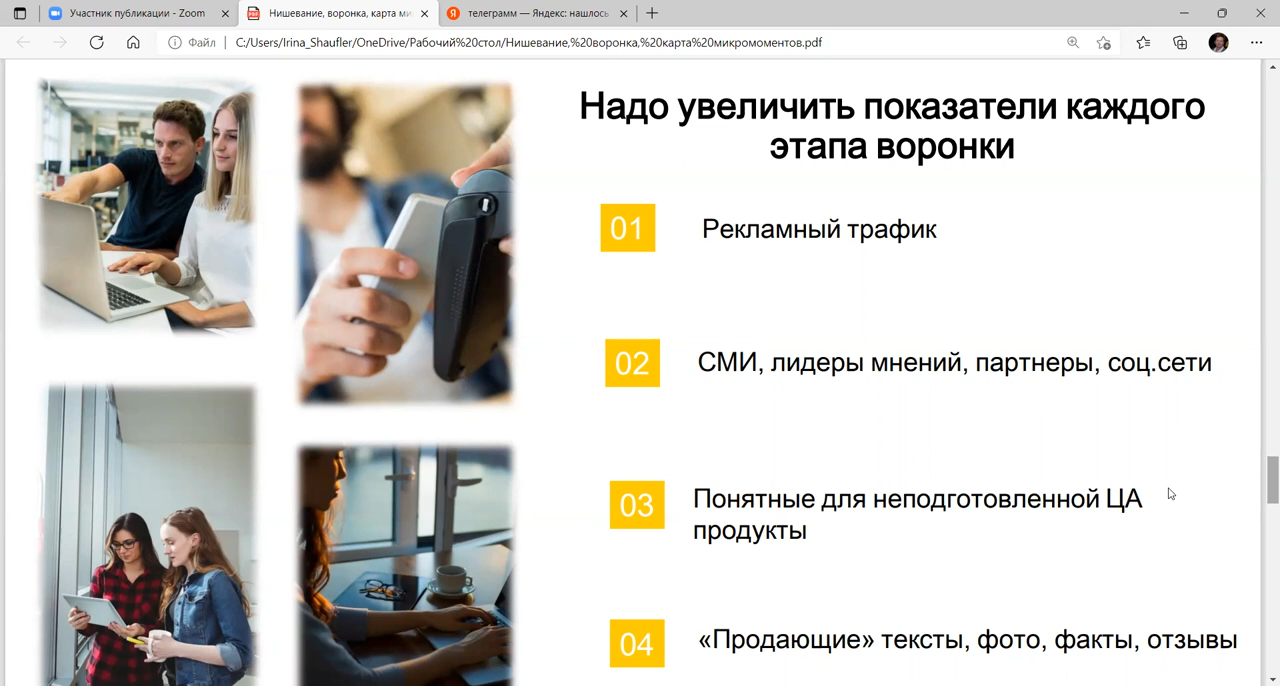 Участник публикации - Zoom
Нишевание, воронка, карта ми
телеграмм — Яндекс: нашлось
Файл
C:/Users/Irina_Shaufler/OneDrive/Рабочий%20стол/Нишевание,%20воронка,%20карта%20микромоментов.pdf
Надо увеличить показатели каждого
этапа воронки
01 Рекламный трафик
02 СМИ, лидеры мнений, партнеры, соц.сети
03 Понятные для неподготовленной ЦА
продукты
04 «Продающие» тексты, фото, факты, отзывы